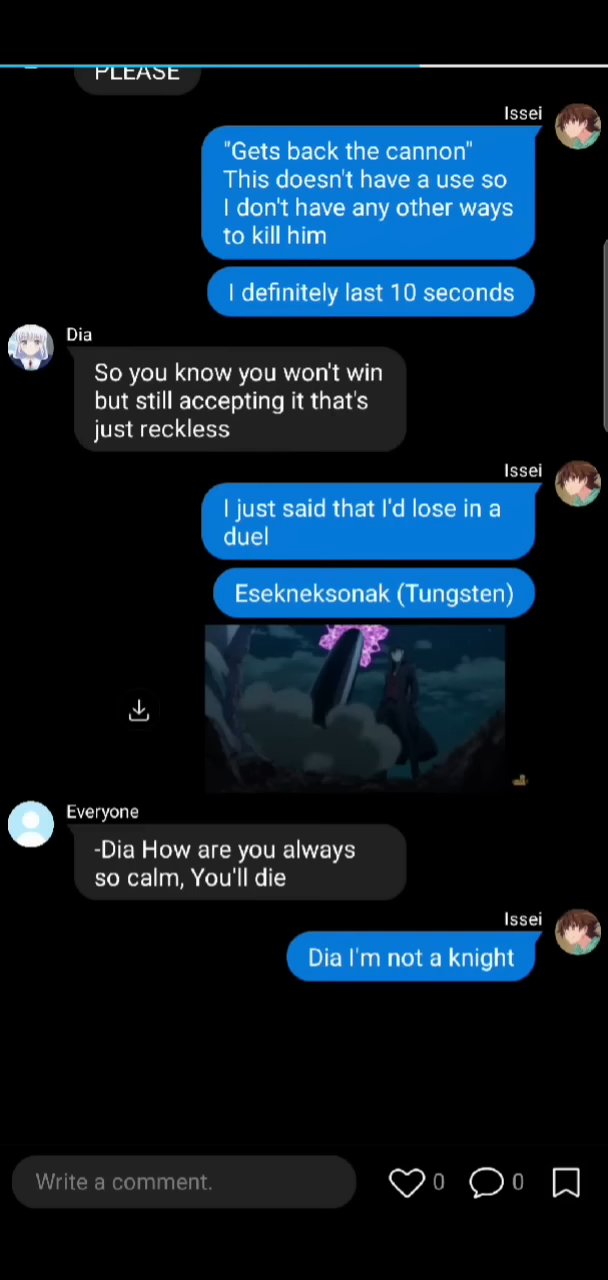 PLEASE
Issei
"Gets back the cannon"
This doesn't have a use so
I don't have any other ways
to kill him
I definitely last 10 seconds
Dia
So you know you won't win
but still accepting it that's
just reckless
Issei
I just said that I'd lose in a
duel
Esekneksonak (Tungsten)
Everyone
-Dia How are you always
so calm, You'll die
Issei
Dia I'm not a knight
Write a comment.
0
0